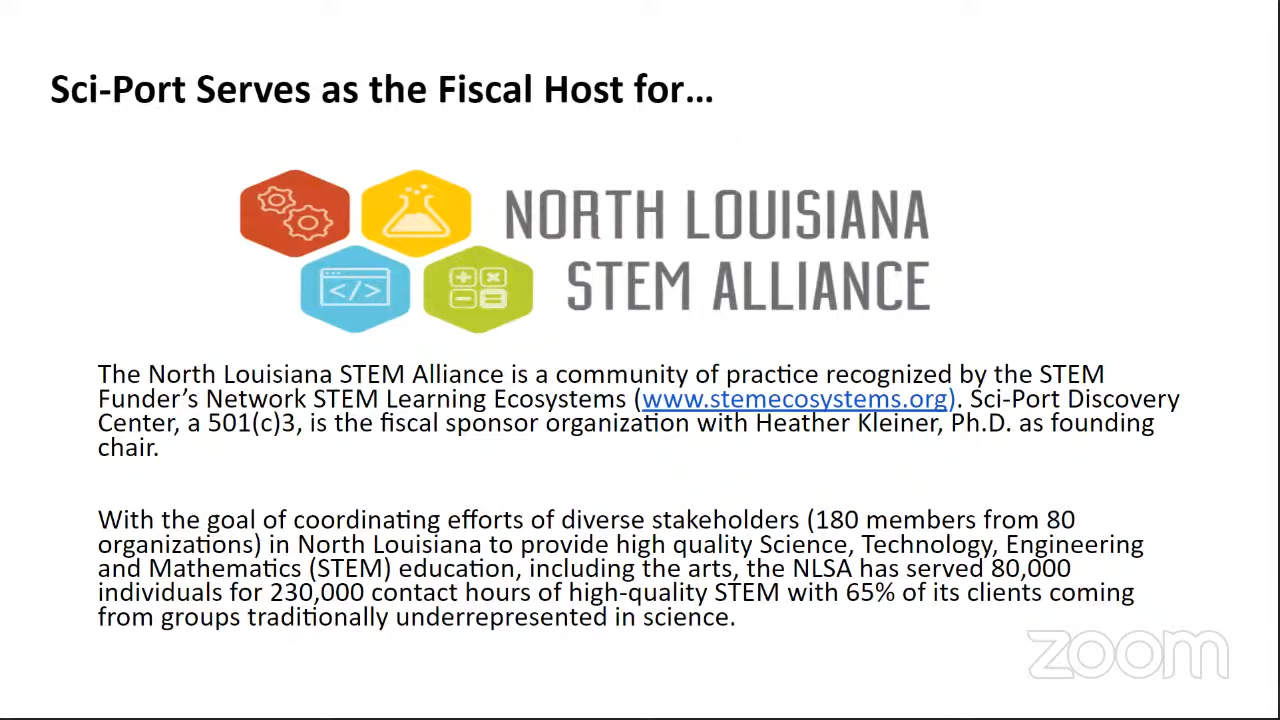 Sci-Port Serves as the Fiscal Host for…
NORTH LOUISIANA
STEM ALLIANCE
</>
The North Louisiana STEM Alliance is a community of practice recognized by the STEM
Funder’s Network STEM Learning Ecosystems (www.stemecosystems.org). Sci-Port Discovery
Center, a 501(c)3, is the fiscal sponsor organization with Heather Kleiner, Ph.D. as founding
chair.
With the goal of coordinating efforts of diverse stakeholders (180 members from 80
organizations) in North Louisiana to provide high quality Science, Technology, Engineering
and Mathematics (STEM) education, including the arts, the NLSA has served 80,000
individuals for 230,000 contact hours of high-quality STEM with 65% of its clients coming
from groups traditionally underrepresented in science.
zoom